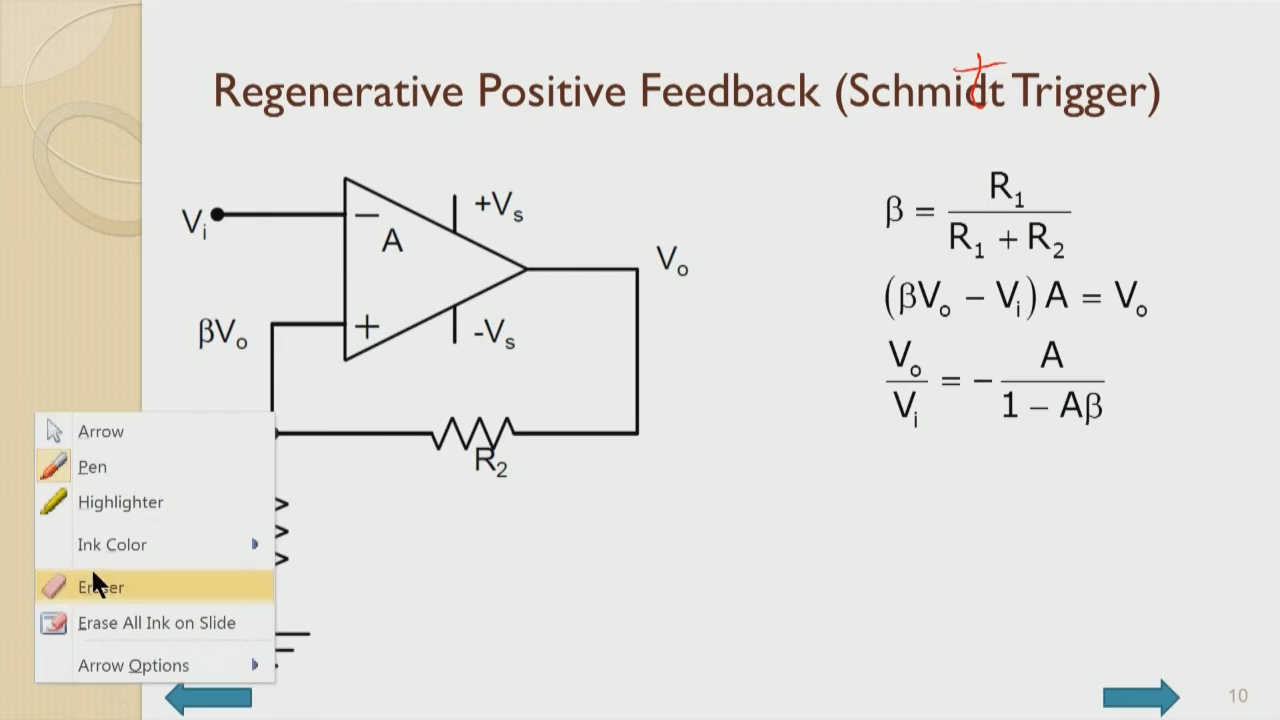 Regenerative Positive Feedback (Schmidt Trigger)
t
Vi
−
A
+Vs
Vo
βVo
+
-Vs
R2
β = R1 / (R1 + R2)
(βVo − Vi) A = Vo
Vo / Vi = − A / (1 − Aβ)
Arrow
Pen
Highlighter
Ink Color
Eraser
Erase All Ink on Slide
Arrow Options
10